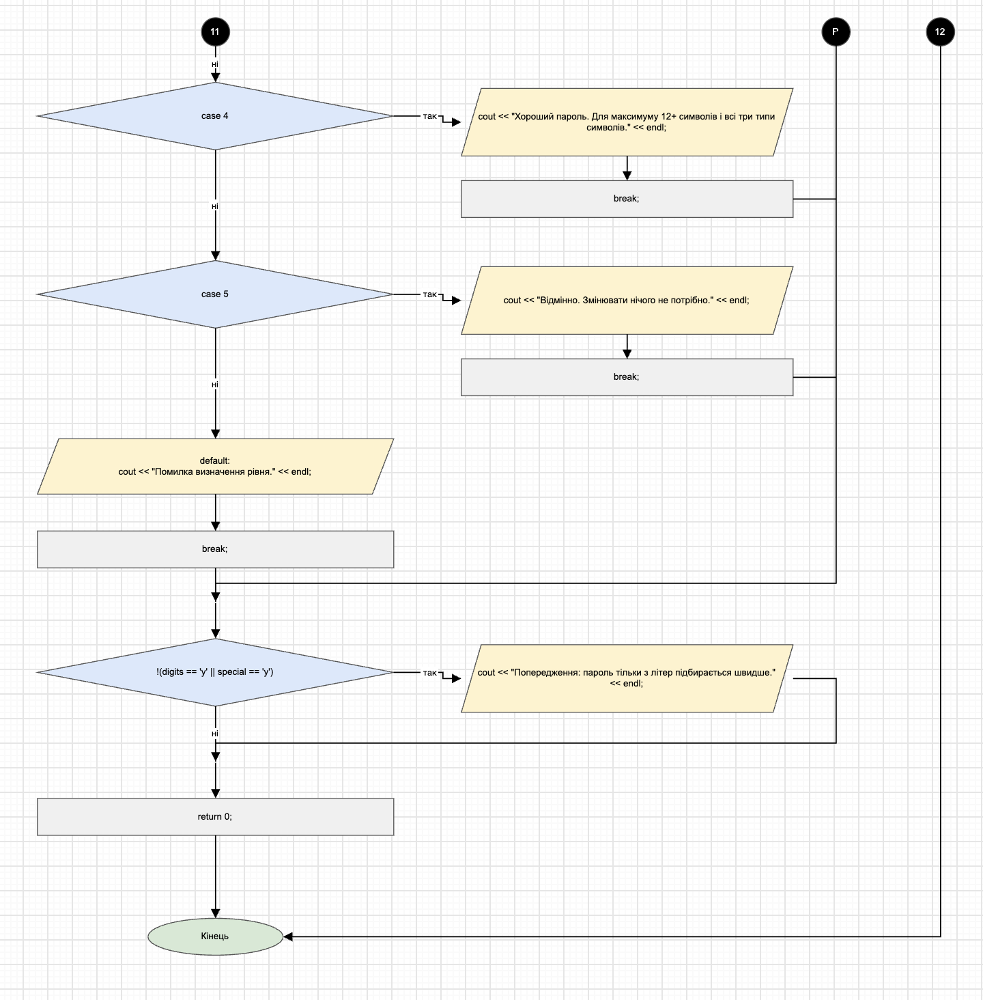 11
P
12
ні
case 4
так
cout << "Хороший пароль. Для максимуму 12+ символів і всі три типи
символів." << endl;
break;
ні
case 5
так
cout << "Відмінно. Змінювати нічого не потрібно." << endl;
break;
ні
default:
cout << "Помилка визначення рівня." << endl;
break;
!(digits == 'y' || special == 'y')
так
cout << "Попередження: пароль тільки з літер підбирається швидше."
<< endl;
ні
return 0;
Кінець